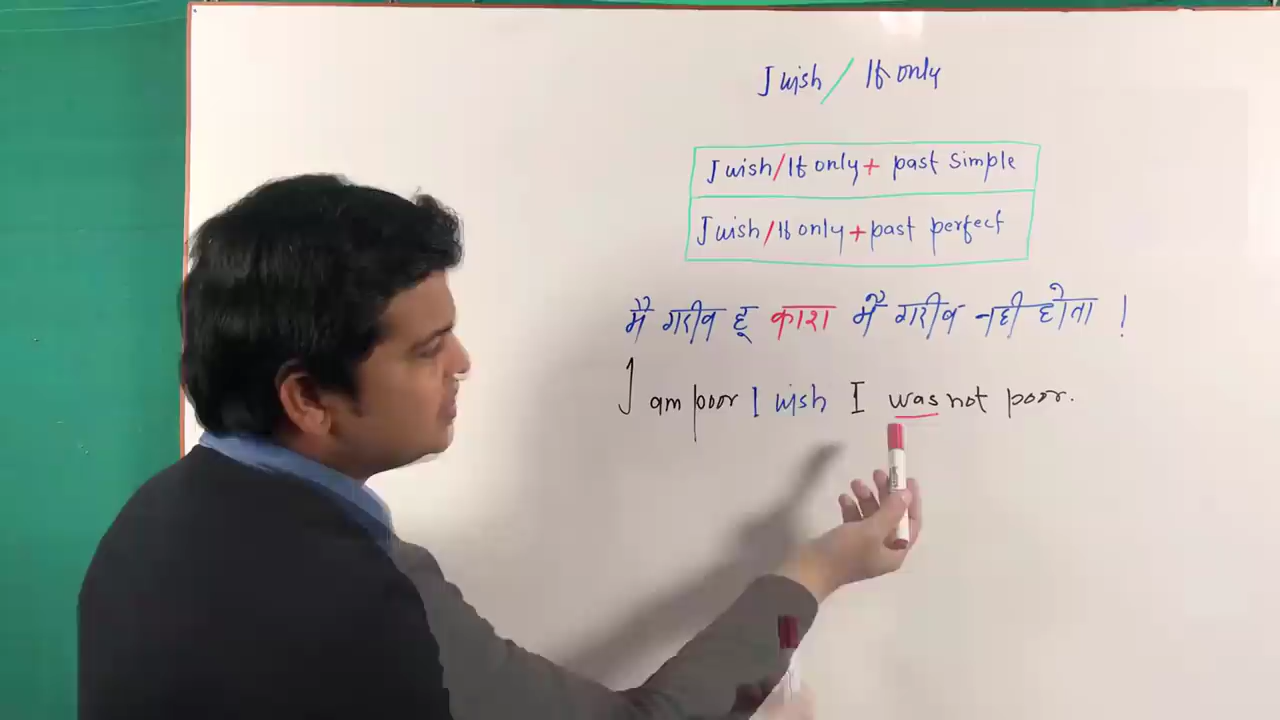 I wish / If only
I wish/If only + past simple
I wish/If only + past perfect
मै गरीब हू काश मैं गरीब नही होता !
I am poor I wish I was not poor.